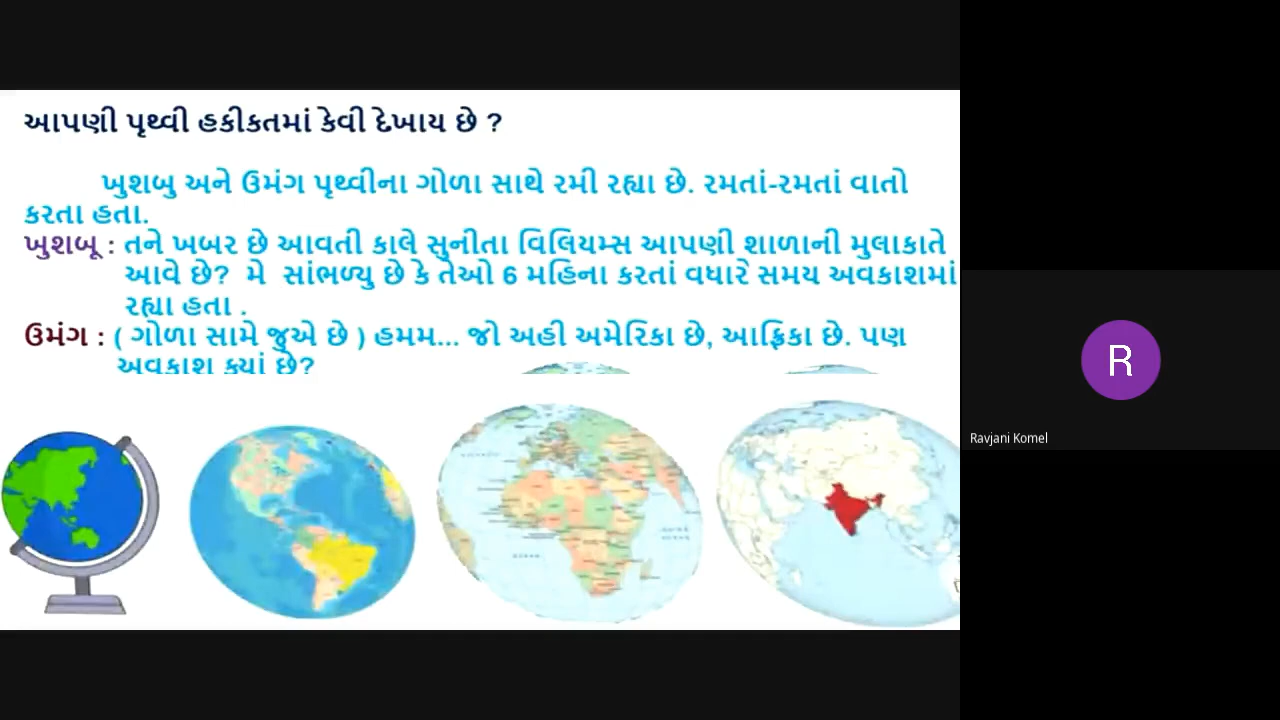 આપણી પૃથ્વી હકીકતમાં કેવી દેખાય છે ?
ખુશબુ અને ઉમંગ પૃથ્વીના ગોળા સાથે રમી રહ્યા છે. રમતાં-રમતાં વાતો
કરતા હતા.
ખુશબૂ : તને ખબર છે આવતી કાલે સુનીતા વિલિયમ્સ આપણી શાળાની મુલાકાતે
આવે છે? મે સાંભળ્યુ છે કે તેઓ 6 મહિના કરતાં વધારે સમય અવકાશમાં
રહ્યા હતા .
ઉમંગ : ( ગોળા સામે જુએ છે ) હમમ... જો અહી અમેરિકા છે, આફ્રિકા છે. પણ
અવકાશ ક્યાં છે?
R
Ravjani Komel